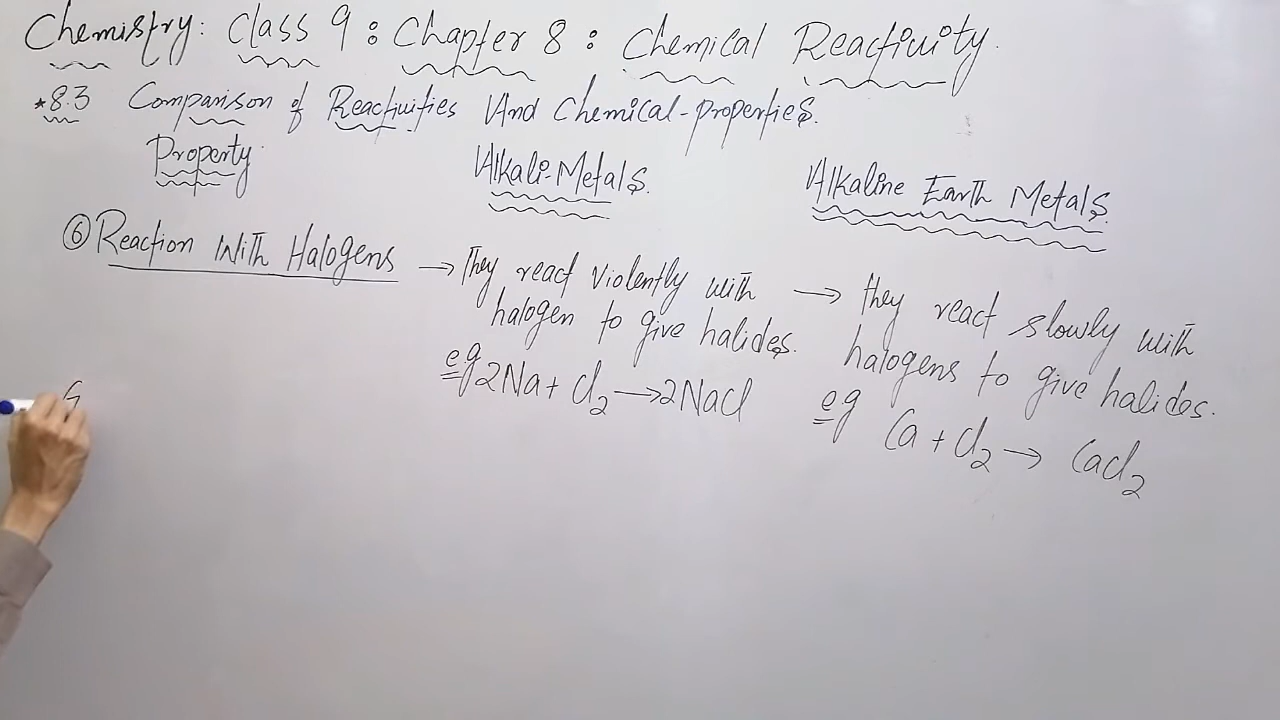 Chemistry: Class 9: Chapter 8: Chemical Reactivity.
*8.3 Comparison of Reactivities And Chemical-properties.
Property Alkali-Metals. Alkaline Earth Metals.
⑥ Reaction With Halogens → They react violently with → they react slowly with
halogen to give halides. halogens to give halides.
eg 2Na + Cl₂ → 2NaCl eg Ca + Cl₂ → CaCl₂